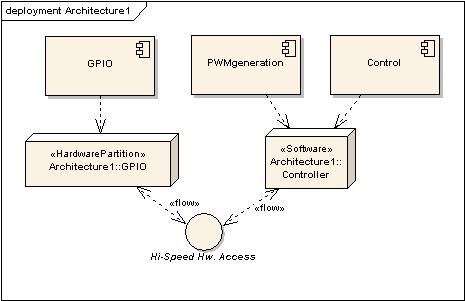 deployment Architecture1
GPIO
PWMgeneration
Control
«HardwarePartition»
Architecture1::GPIO
«Software»
Architecture1::
Controller
«flow»
«flow»
Hi-Speed Hw. Access